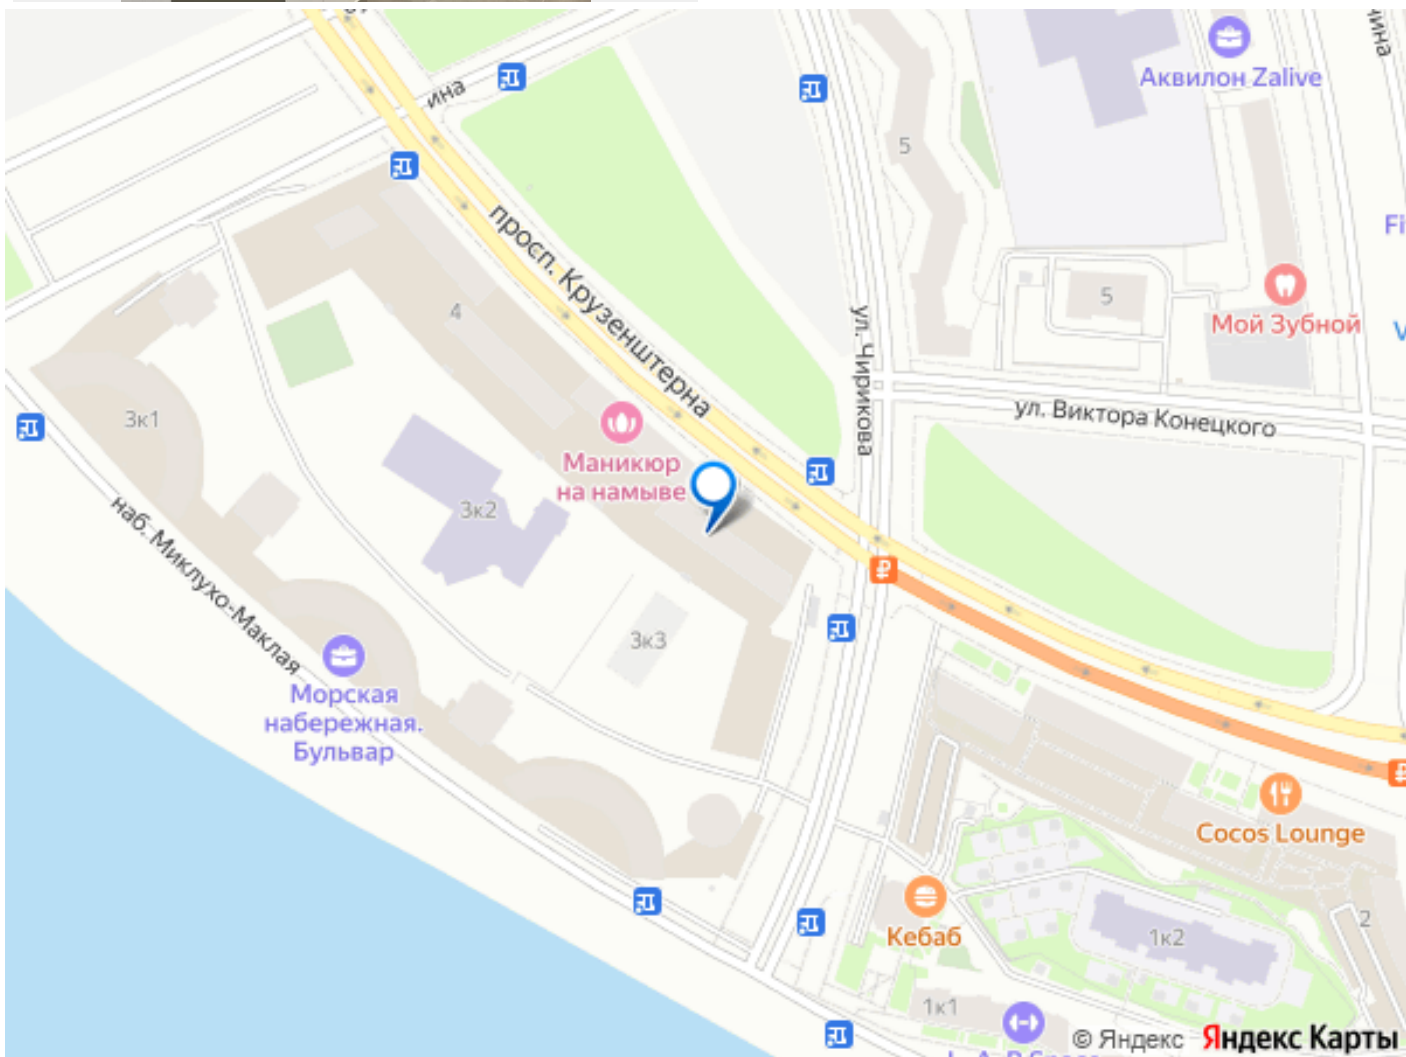 ина
Аквилон Zalive
5
просп. Крузенштерна
4
5
Мой Зубной
ул. Чирикова
ул. Виктора Конецкого
3к1
Маникюр
на намыве
3к2
наб. Миклухо-Маклая
3к3
Морская
набережная.
Бульвар
Cocos Lounge
Кебаб
1к2
2
1к1
© Яндекс Яндекс Карты